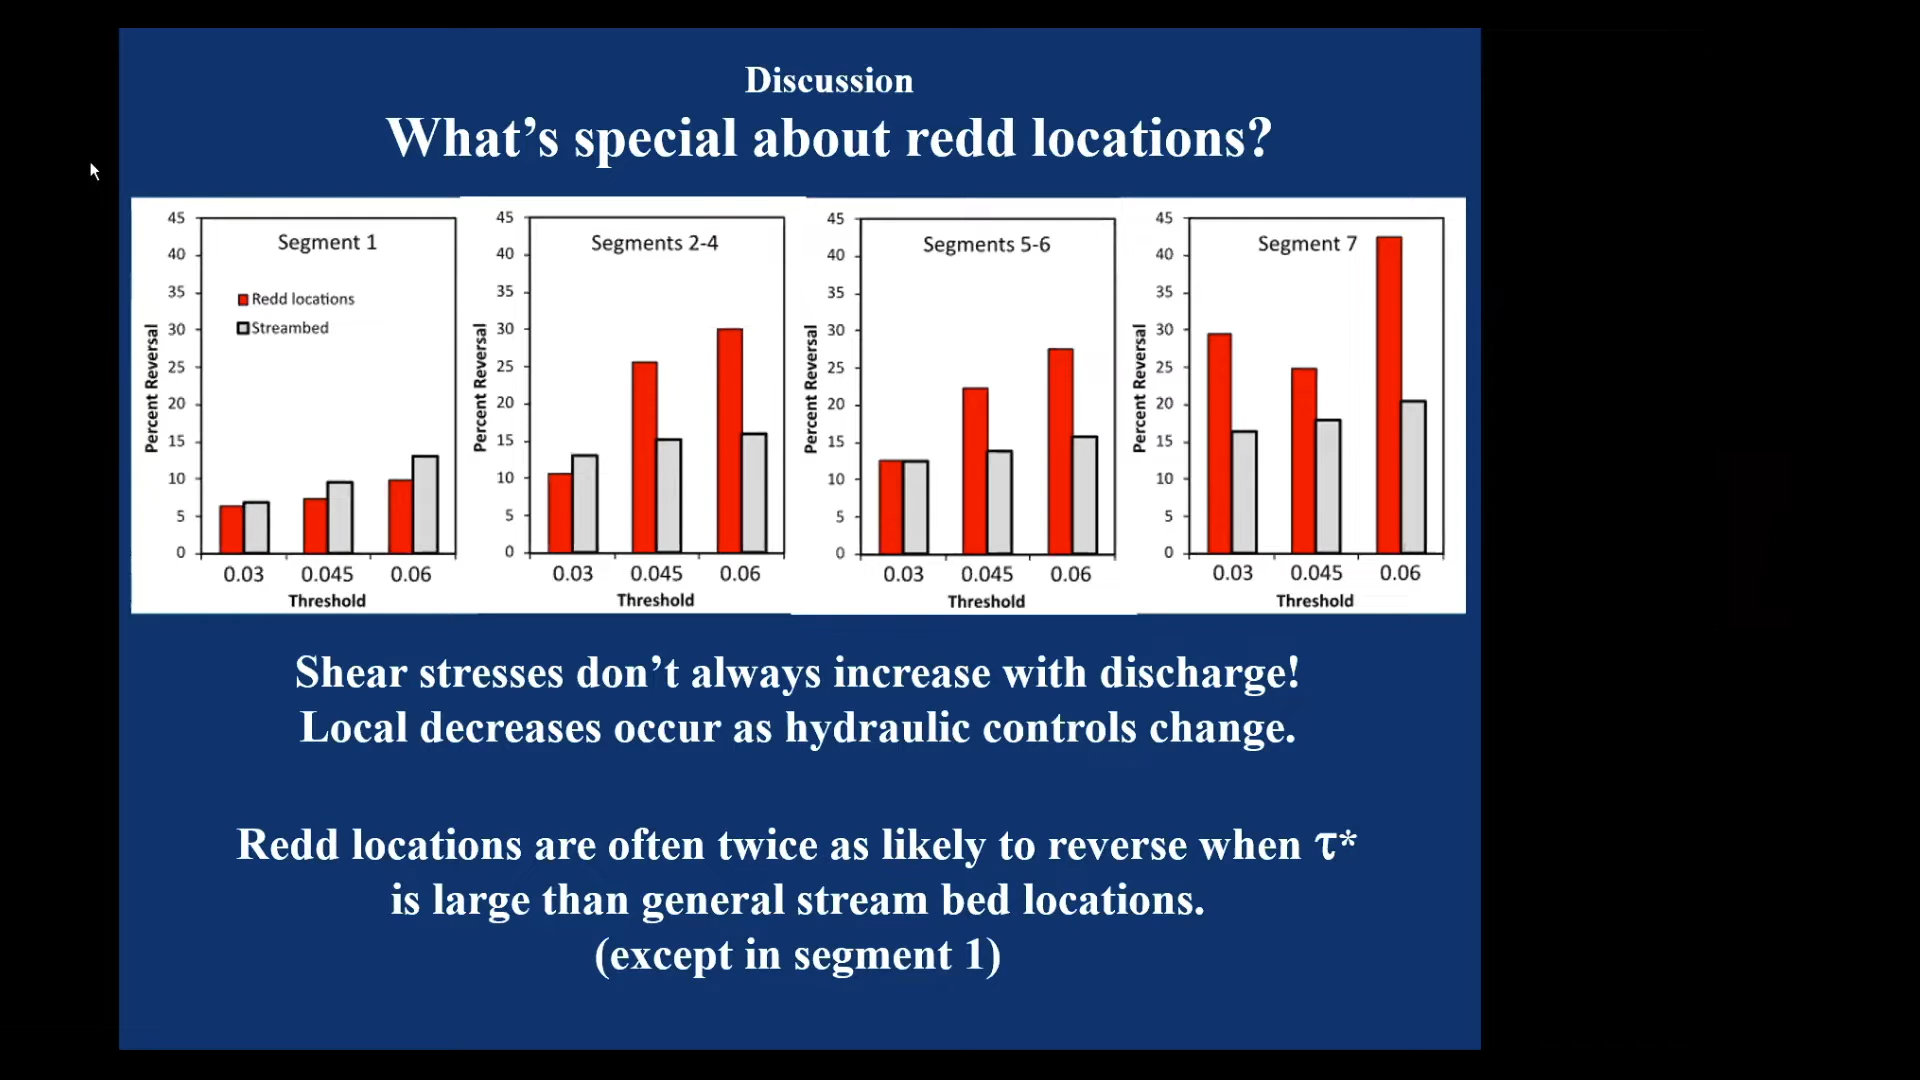 Discussion
What's special about redd locations?
Segment 1
Redd locations
Streambed
Percent Reversal
45
40
35
30
25
20
15
10
5
0
0.03 0.045 0.06
Threshold
Segments 2-4
Percent Reversal
45
40
35
30
25
20
15
10
5
0
0.03 0.045 0.06
Threshold
Segments 5-6
Percent Reversal
45
40
35
30
25
20
15
10
5
0
0.03 0.045 0.06
Threshold
Segment 7
Percent Reversal
45
40
35
30
25
20
15
10
5
0
0.03 0.045 0.06
Threshold
Shear stresses don't always increase with discharge!
Local decreases occur as hydraulic controls change.
Redd locations are often twice as likely to reverse when τ*
is large than general stream bed locations.
(except in segment 1)